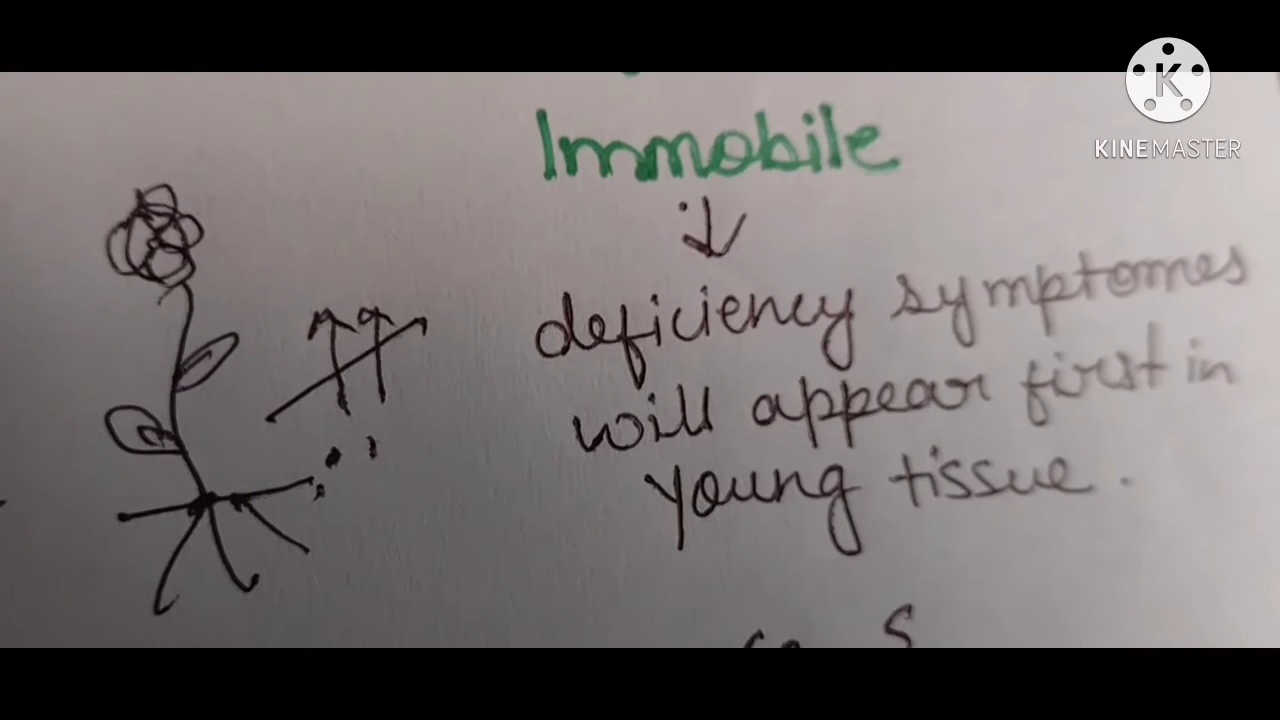 Immobile
KINEMASTER
deficiency symptomes
will appear first in
young tissue.